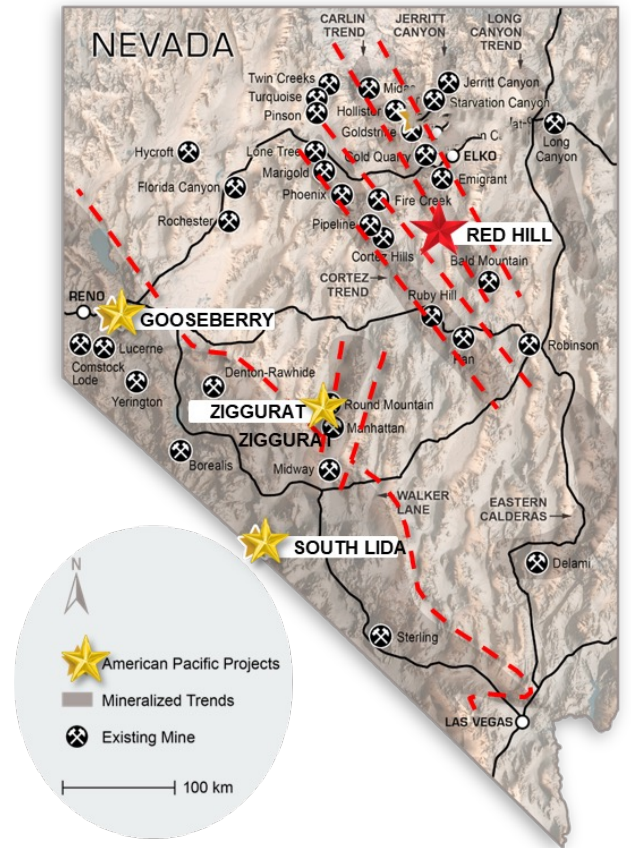 NEVADA
CARLIN
TREND
JERRITT
CANYON
LONG
CANYON
TREND
Twin Creeks
Turquoise
Pinson
Hollister
Goldstrike
Jerritt Canyon
Starvation Canyon
Long
Canyon
Hycroft
Lone Tree
Marigold
ELKO
Emigrant
Florida Canyon
Phoenix
Fire Creek
Rochester
Pipeline
Cortez Hills
RED HILL
Bald Mountain
CORTEZ
TREND
Ruby Hill
RENO
GOOSEBERRY
Lucerne
Comstock
Lode
Pan
Robinson
Yerington
Denton-Rawhide
ZIGGURAT
Round Mountain
ZIGGURAT
Manhattan
Borealis
Midway
WALKER
LANE
EASTERN
CALDERAS
SOUTH LIDA
Delami
Sterling
LAS VEGAS
N
American Pacific Projects
Mineralized Trends
Existing Mine
100 km